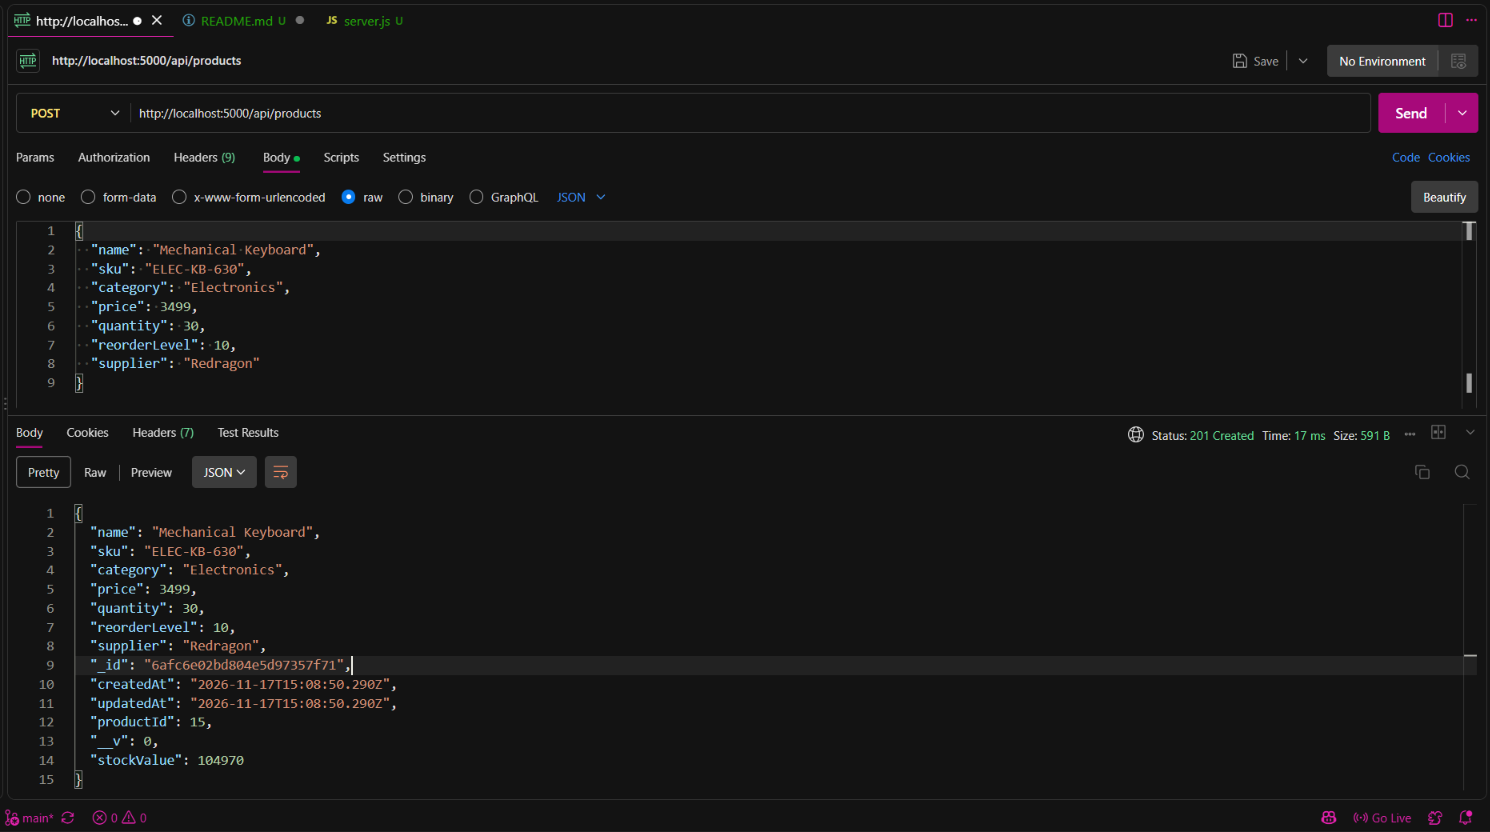 HTTP http://localhos... README.md U JS server.js U
HTTP http://localhost:5000/api/products Save No Environment
POST http://localhost:5000/api/products Send
Params Authorization Headers (9) Body Scripts Settings Code Cookies
none form-data x-www-form-urlencoded raw binary GraphQL JSON Beautify
1 {
2 "name": "Mechanical Keyboard",
3 "sku": "ELEC-KB-630",
4 "category": "Electronics",
5 "price": 3499,
6 "quantity": 30,
7 "reorderLevel": 10,
8 "supplier": "Redragon"
9 }
Body Cookies Headers (7) Test Results Status: 201 Created Time: 17 ms Size: 591 B
Pretty Raw Preview JSON
1 {
2 "name": "Mechanical Keyboard",
3 "sku": "ELEC-KB-630",
4 "category": "Electronics",
5 "price": 3499,
6 "quantity": 30,
7 "reorderLevel": 10,
8 "supplier": "Redragon",
9 "_id": "6afc6e02bd804e5d97357f71",
10 "createdAt": "2026-11-17T15:08:50.290Z",
11 "updatedAt": "2026-11-17T15:08:50.290Z",
12 "productId": 15,
13 "__v": 0,
14 "stockValue": 104970
15 }
main* 0 0 Go Live